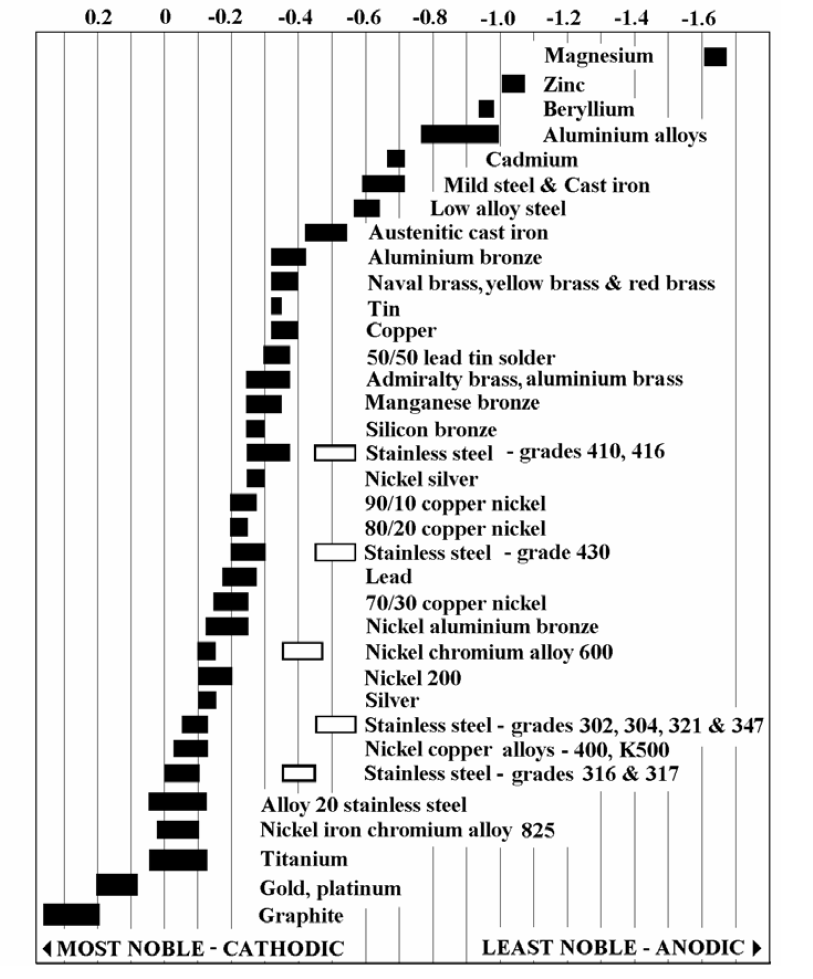 0.2 0 -0.2 -0.4 -0.6 -0.8 -1.0 -1.2 -1.4 -1.6
Magnesium
Zinc
Beryllium
Aluminium alloys
Cadmium
Mild steel & Cast iron
Low alloy steel
Austenitic cast iron
Aluminium bronze
Naval brass, yellow brass & red brass
Tin
Copper
50/50 lead tin solder
Admiralty brass, aluminium brass
Manganese bronze
Silicon bronze
Stainless steel - grades 410, 416
Nickel silver
90/10 copper nickel
80/20 copper nickel
Stainless steel - grade 430
Lead
70/30 copper nickel
Nickel aluminium bronze
Nickel chromium alloy 600
Nickel 200
Silver
Stainless steel - grades 302, 304, 321 & 347
Nickel copper alloys - 400, K500
Stainless steel - grades 316 & 317
Alloy 20 stainless steel
Nickel iron chromium alloy 825
Titanium
Gold, platinum
Graphite
MOST NOBLE - CATHODIC LEAST NOBLE - ANODIC